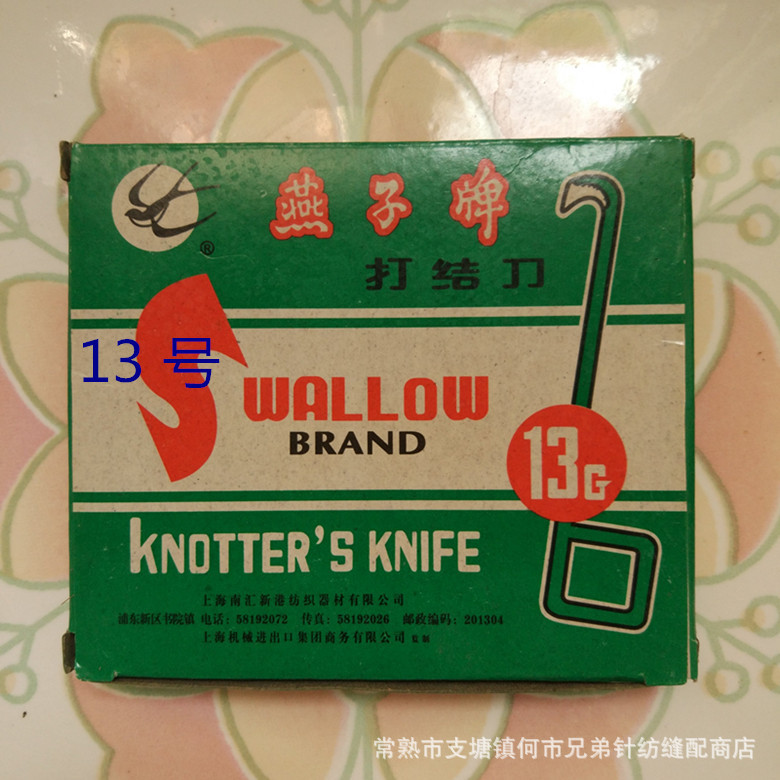 燕子牌
®
打结刀
13 号
SWALLOW
BRAND
13G
KNOTTER'S KNIFE
上海南汇新港纺织器材有限公司
浦东新区书院镇 电话：58192072 传真：58192026 邮政编码：201304
上海机械进出口集团商务有限公司 监制
常熟市支塘镇何市兄弟针纺缝配商店